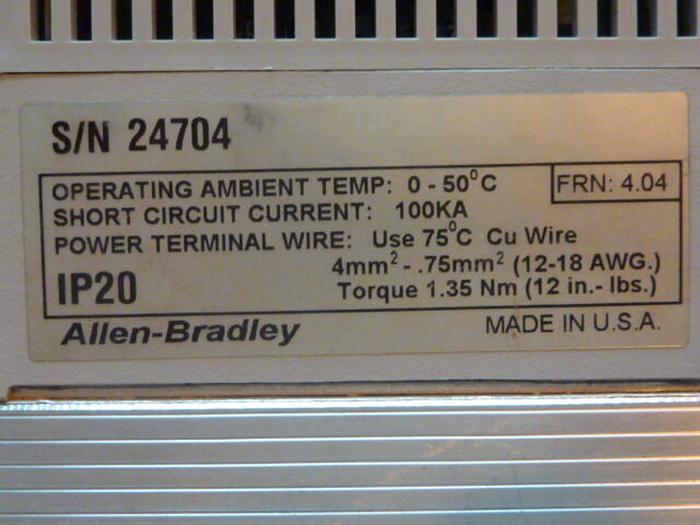 S/N 24704
OPERATING AMBIENT TEMP: 0 - 50°C FRN: 4.04
SHORT CIRCUIT CURRENT: 100KA
POWER TERMINAL WIRE: Use 75°C Cu Wire
4mm² - .75mm² (12-18 AWG.)
IP20 Torque 1.35 Nm (12 in.- lbs.)
Allen-Bradley MADE IN U.S.A.